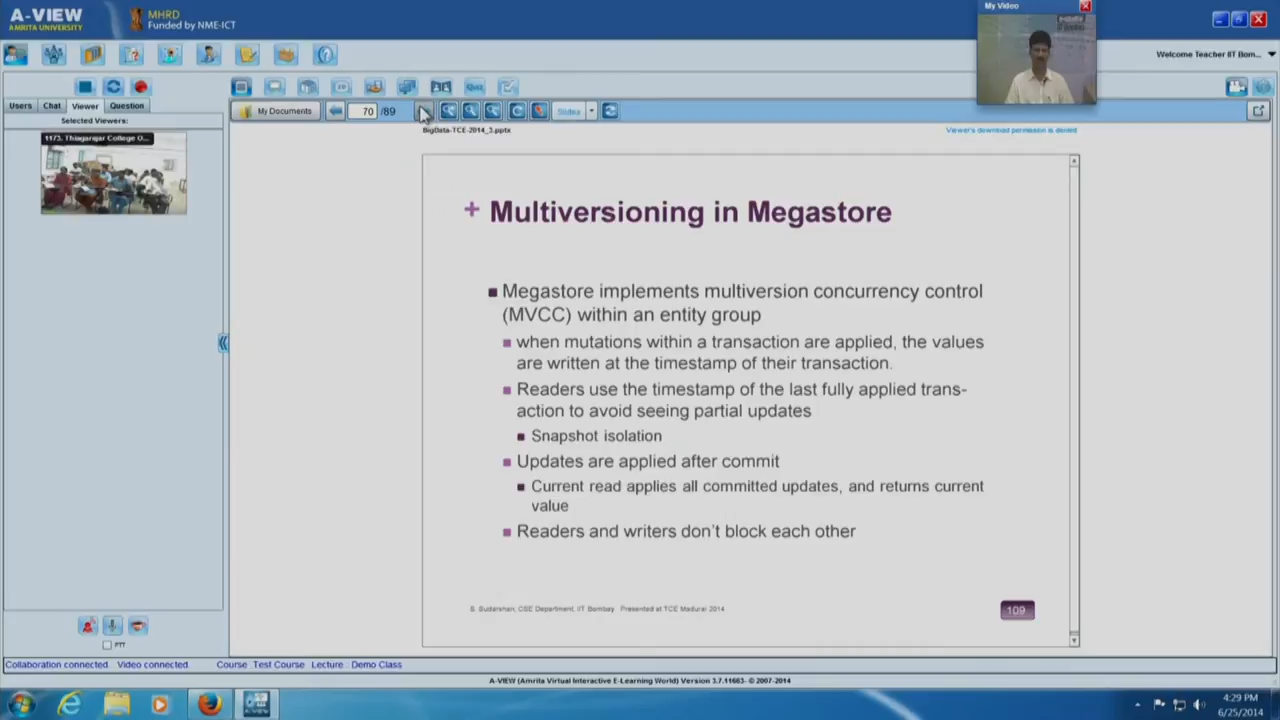 A-VIEW
AMRITA UNIVERSITY
MHRD
Funded by NME-ICT
My Video
Welcome Teacher IIT Bom...
Users Chat Viewer Question
Selected Viewers:
1173. Thiagarajar College O...
My Documents
70 /89
Slides
BigData-TCE-2014_3.pptx
Viewer's download permission is denied
+ Multiversioning in Megastore
Megastore implements multiversion concurrency control
(MVCC) within an entity group
when mutations within a transaction are applied, the values
are written at the timestamp of their transaction.
Readers use the timestamp of the last fully applied trans-
action to avoid seeing partial updates
Snapshot isolation
Updates are applied after commit
Current read applies all committed updates, and returns current
value
Readers and writers don't block each other
S. Sudarshan, CSE Department, IIT Bombay Presented at TCE Madurai 2014
109
PTT
Collaboration connected Video connected Course : Test Course Lecture : Demo Class
A-VIEW (Amrita Virtual Interactive E-Learning World) Version 3.7.11663- © 2007-2014
4:29 PM
6/25/2014